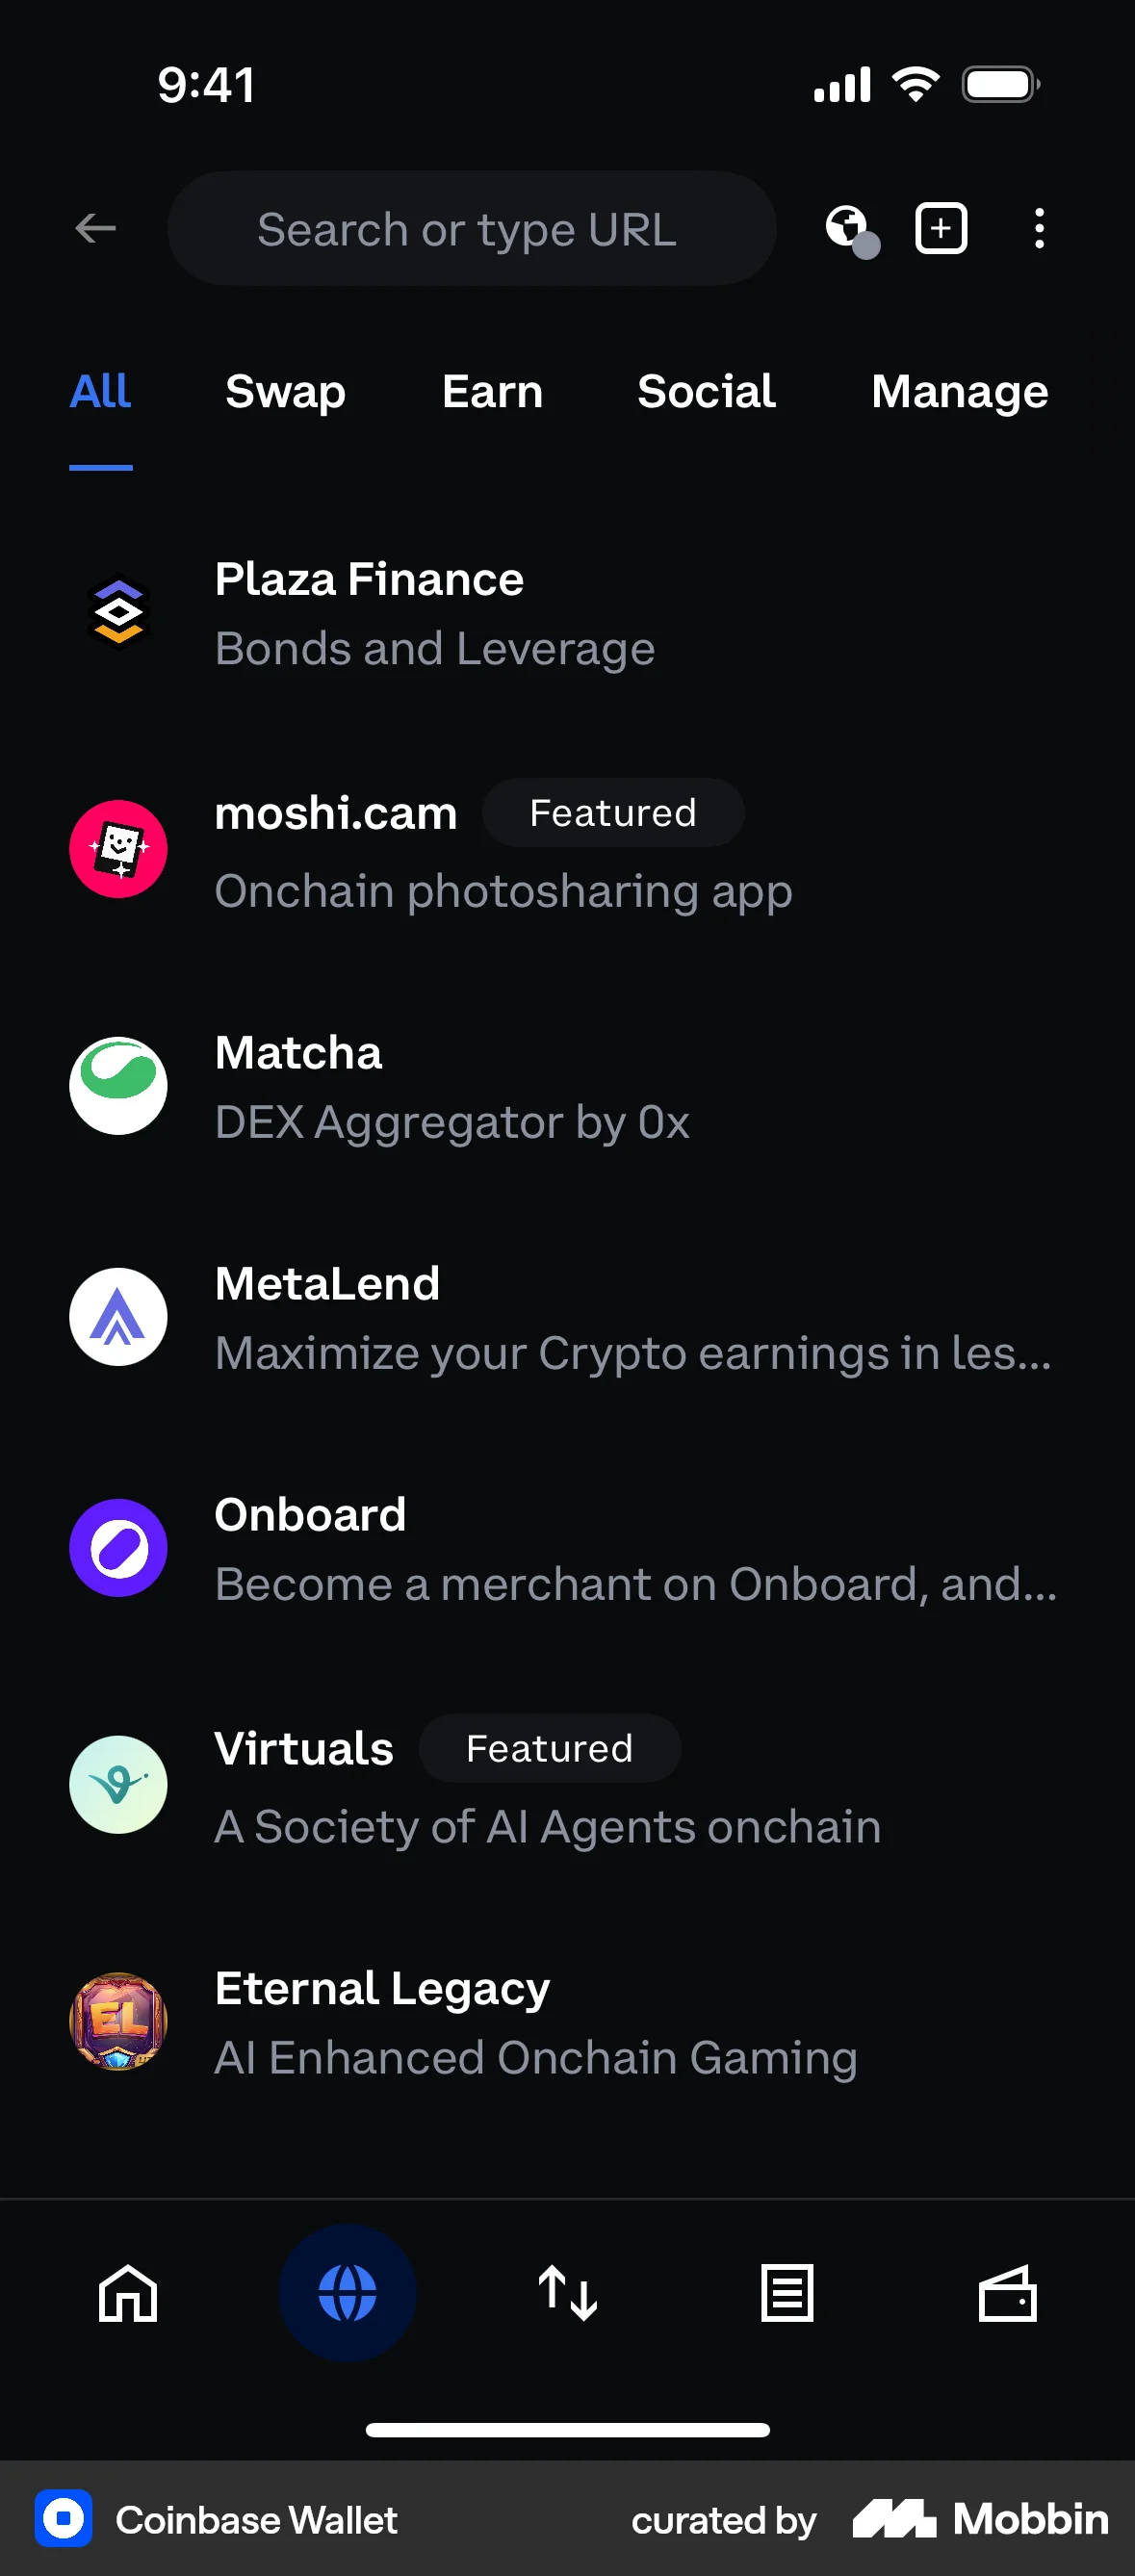 9:41
Search or type URL
All Swap Earn Social Manage
Plaza Finance
Bonds and Leverage
moshi.cam Featured
Onchain photosharing app
Matcha
DEX Aggregator by 0x
MetaLend
Maximize your Crypto earnings in les...
Onboard
Become a merchant on Onboard, and...
Virtuals Featured
A Society of AI Agents onchain
EL
Eternal Legacy
AI Enhanced Onchain Gaming
Coinbase Wallet curated by Mobbin